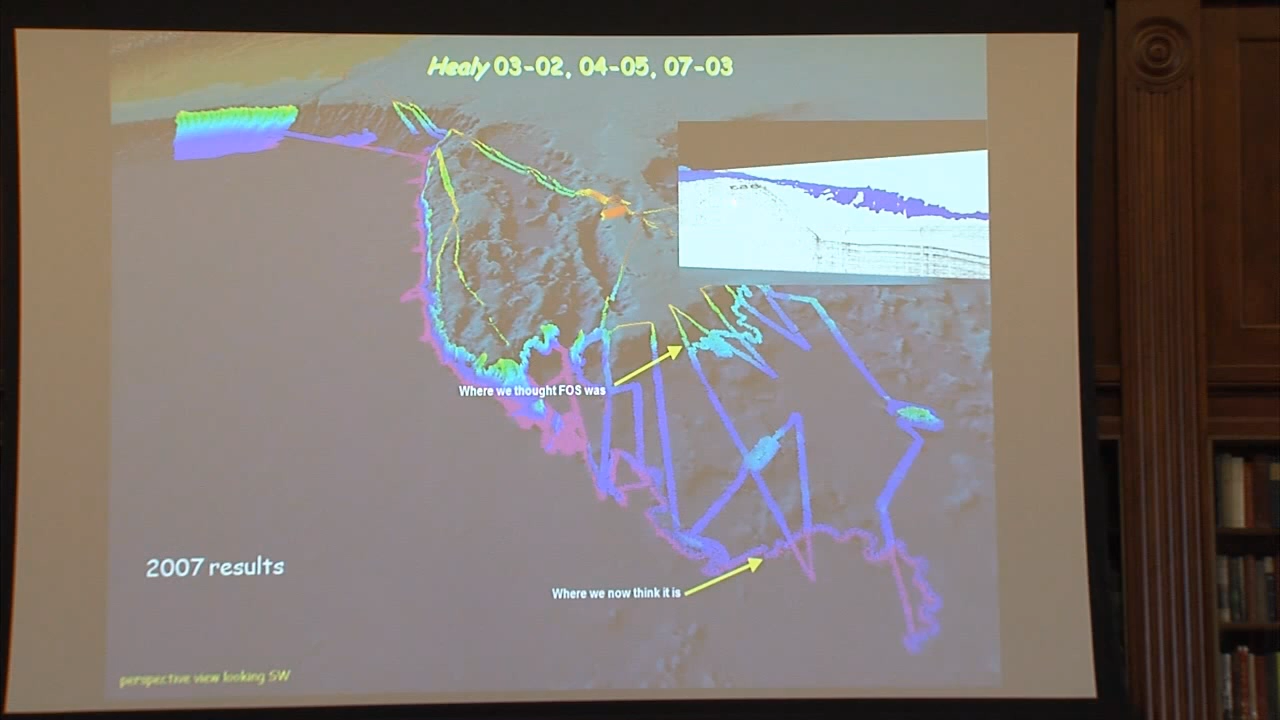 Healy 03-02, 04-05, 07-03
Where we thought FOS was
2007 results
Where we now think it is
perspective view looking SW